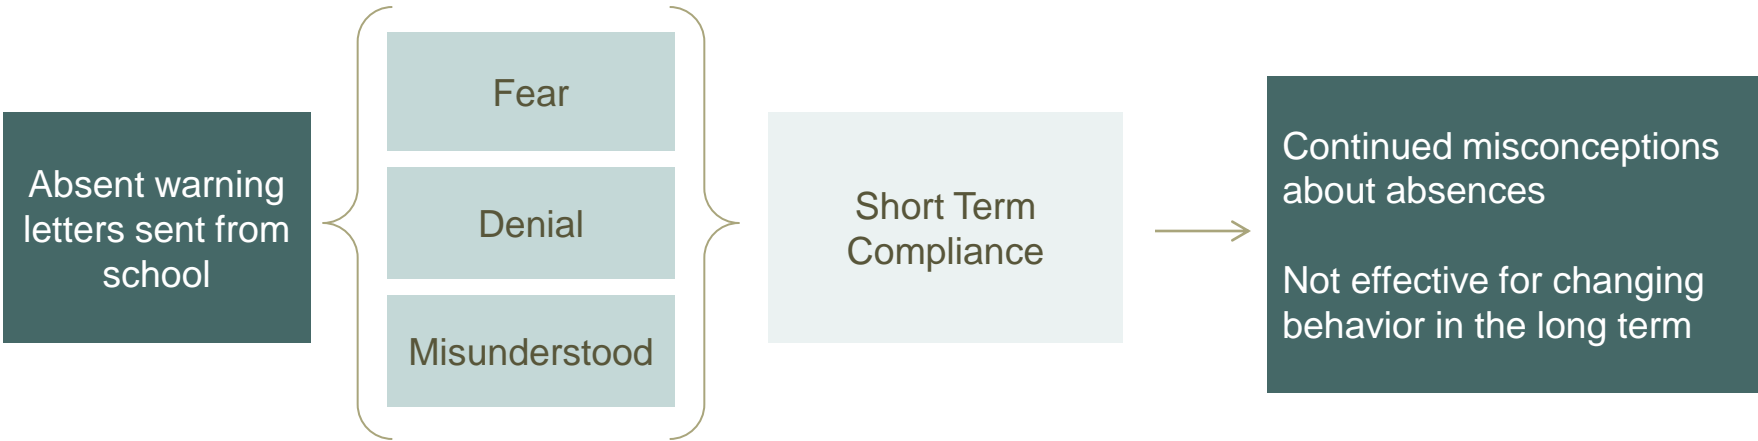 Absent warning
letters sent from
school
Fear
Denial
Misunderstood
Short Term
Compliance
Continued misconceptions
about absences
Not effective for changing
behavior in the long term